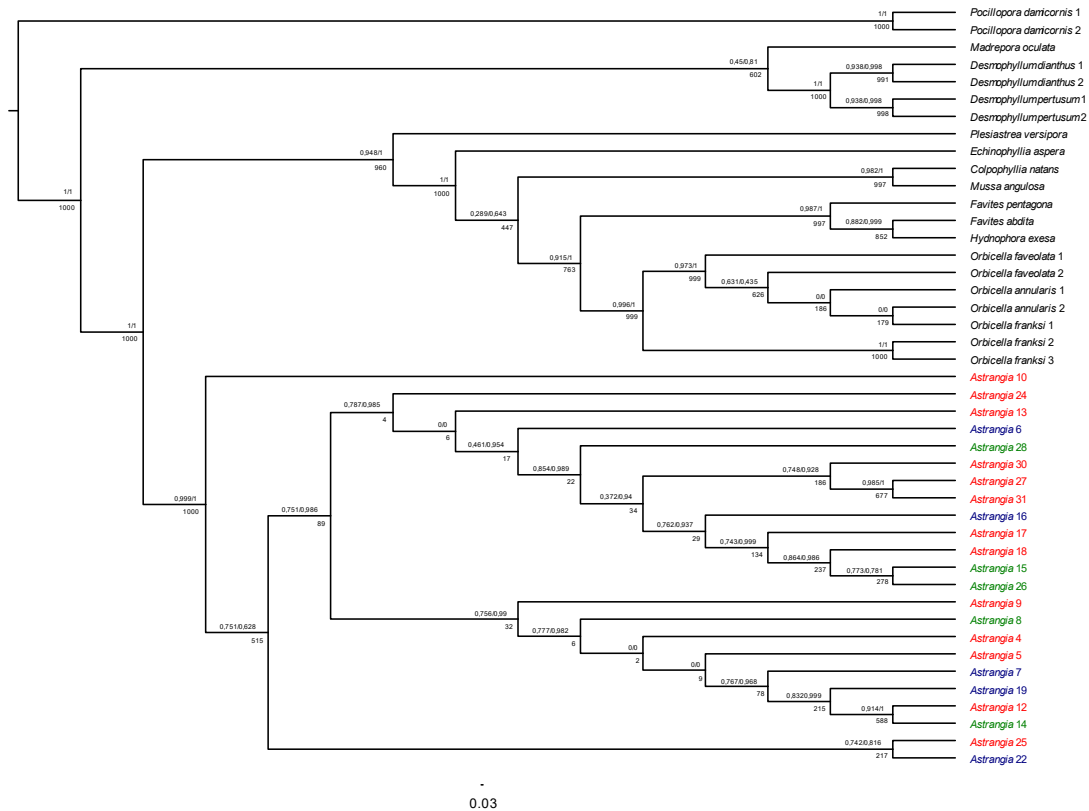 1/1
Pocillopora damicornis 1
1000
Pocillopora damicornis 2
Madrepora oculata
0,45/0,81
602
0,938/0,998
Desmophyllumdianthus 1
991
1/1
Desmophyllumdianthus 2
1000
0,938/0,998
Desmophyllumpertusum1
998
Desmophyllumpertusum2
Plesiastrea versipora
0,948/1
960
Echinophyllia aspera
1/1
1000
0,982/1
Colpophyllia natans
997
Mussa angulosa
1/1
1000
0,289/0,643
447
0,987/1
Favites pentagona
997
0,882/0,999
Favites abdita
852
Hydnophora exesa
0,915/1
763
0,973/1
Orbicella faveolata 1
999
0,631/0,435
Orbicella faveolata 2
626
0/0
Orbicella annularis 1
186
0/0
Orbicella annularis 2
179
Orbicella franksi 1
0,996/1
999
1/1
Orbicella franksi 2
1000
Orbicella franksi 3
1/1
1000
Astrangia 10
0,787/0,985
Astrangia 24
4
0/0
Astrangia 13
6
0,461/0,954
Astrangia 6
17
Astrangia 28
0,854/0,989
22
0,748/0,928
Astrangia 30
186
0,985/1
Astrangia 27
677
Astrangia 31
0,372/0,94
34
0,999/1
1000
0,751/0,986
89
0,762/0,937
Astrangia 16
29
0,743/0,999
Astrangia 17
134
0,864/0,986
Astrangia 18
237
0,773/0,781
Astrangia 15
278
Astrangia 26
0,756/0,99
Astrangia 9
32
0,777/0,982
Astrangia 8
6
0/0
Astrangia 4
2
0/0
Astrangia 5
9
0,767/0,968
Astrangia 7
78
0,8320,999
Astrangia 19
215
0,914/1
Astrangia 12
588
Astrangia 14
0,751/0,628
515
0,742/0,816
Astrangia 25
217
Astrangia 22
0.03